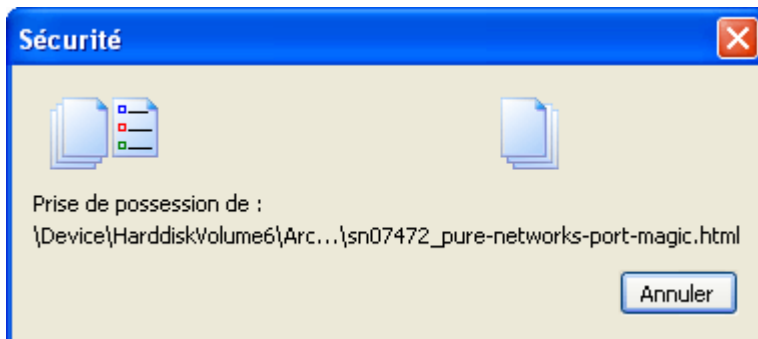 Sécurité
Prise de possession de :
\Device\HarddiskVolume6\Arc...\sn07472_pure-networks-port-magic.html
Annuler